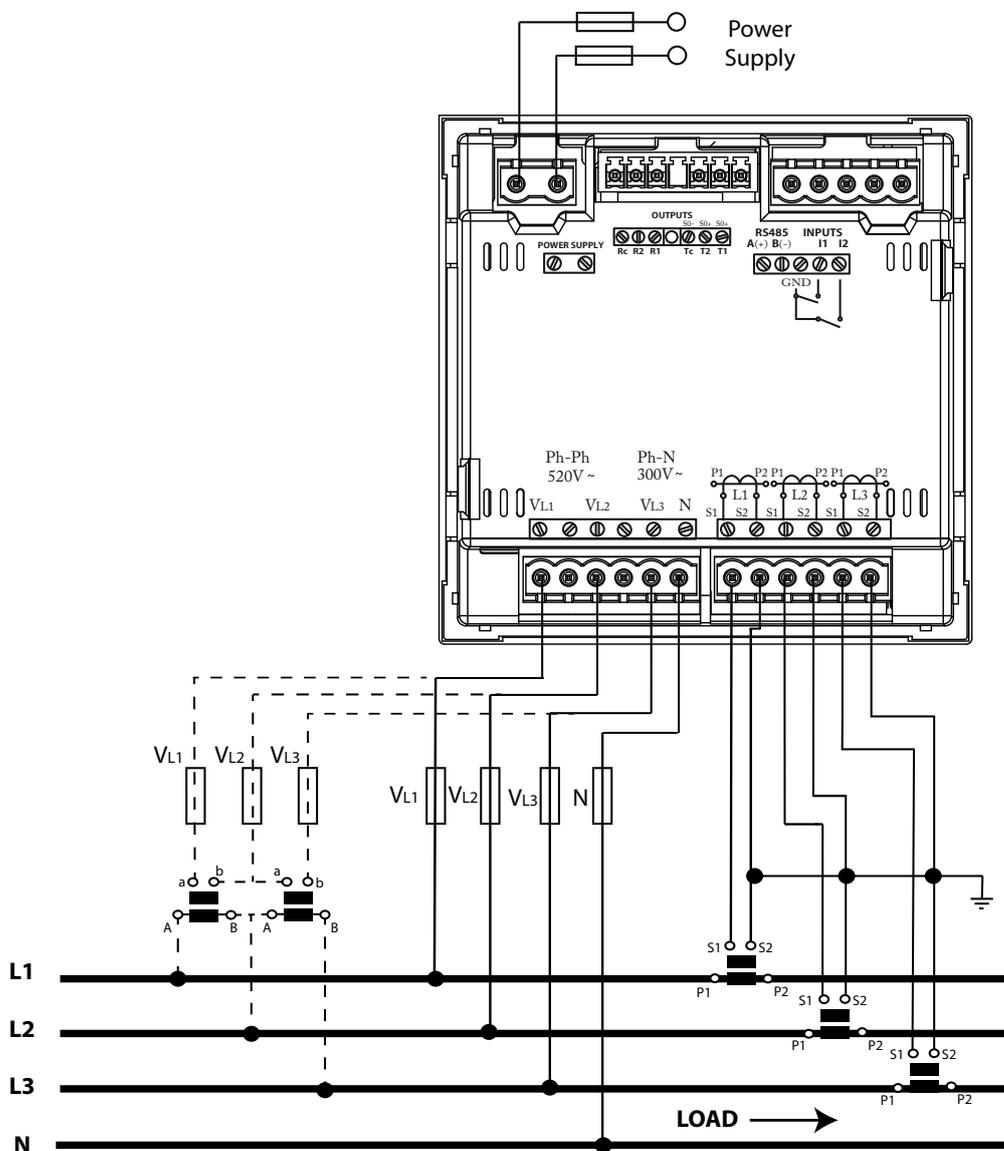 Power
Supply
OUTPUTS
S0- S0+ S0+
POWER SUPPLY
Rc R2 R1 Tc T2 T1
RS485 INPUTS
A(+) B(-) I1 I2
GND
Ph-Ph Ph-N
520V~ 300V~
P1 P2 P1 P2 P1 P2
L1 L2 L3
VL1 VL2 VL3 N
S1 S2 S1 S2 S1 S2
VL1 VL2 VL3
VL1 VL2 VL3 N
a b a b
A B A B
S1 S2
L1
P1 P2
S1 S2
L2
P1 P2
S1 S2
L3
P1 P2
LOAD
N